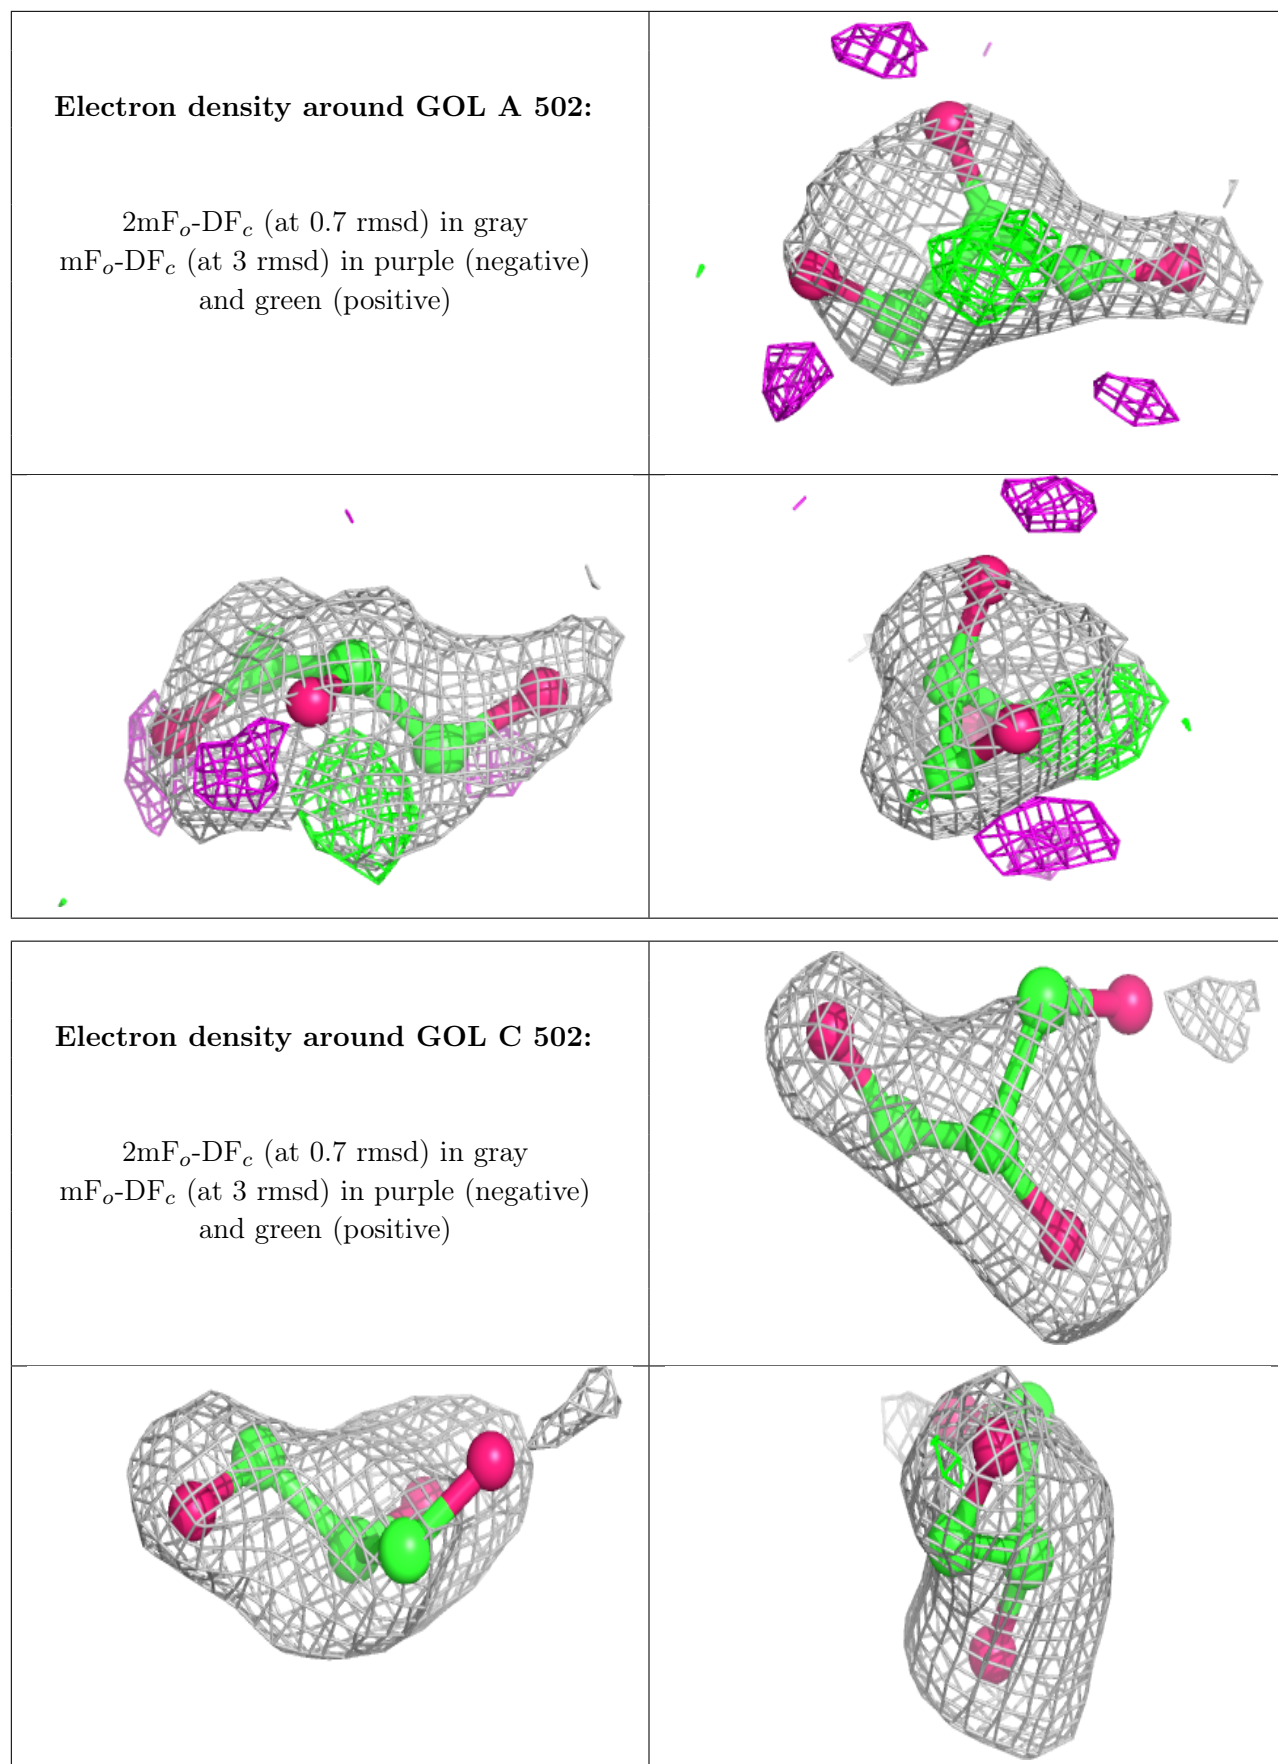 Electron density around GOL A 502:
2mFo-DFc (at 0.7 rmsd) in gray
mFo-DFc (at 3 rmsd) in purple (negative)
and green (positive)
Electron density around GOL C 502:
2mFo-DFc (at 0.7 rmsd) in gray
mFo-DFc (at 3 rmsd) in purple (negative)
and green (positive)